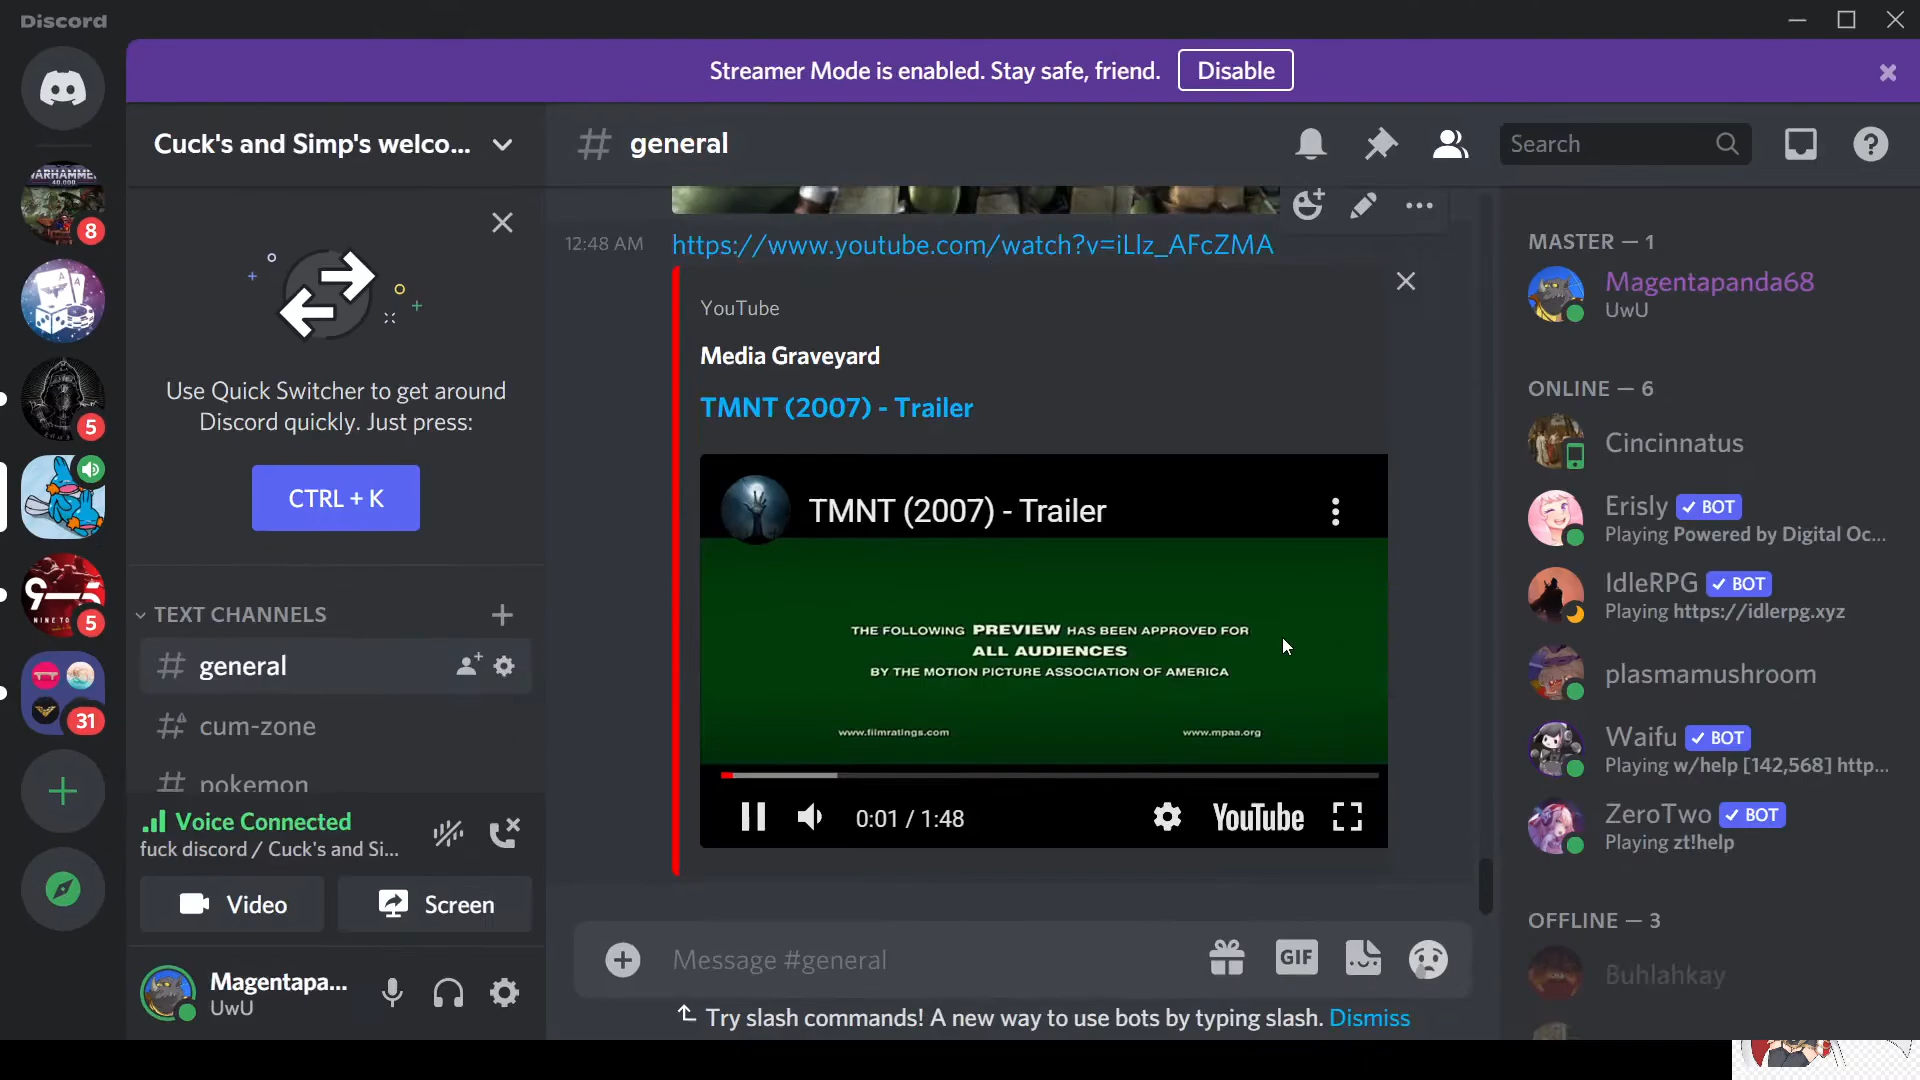 Discord
Streamer Mode is enabled. Stay safe, friend.
Disable
WARHAMMER
40,000
8
5
9-5
NINE TO
5
31
Cuck's and Simp's welco...
Use Quick Switcher to get around
Discord quickly. Just press:
CTRL + K
TEXT CHANNELS
general
cum-zone
pokemon
Voice Connected
fuck discord / Cuck's and Si...
Video
Screen
Magentapa...
UwU
general
Search
12:48 AM
https://www.youtube.com/watch?v=iLlz_AFcZMA
YouTube
Media Graveyard
TMNT (2007) - Trailer
TMNT (2007) - Trailer
THE FOLLOWING PREVIEW HAS BEEN APPROVED FOR
ALL AUDIENCES
BY THE MOTION PICTURE ASSOCIATION OF AMERICA
www.filmratings.com
www.mpaa.org
0:01 / 1:48
YouTube
Message #general
GIF
Try slash commands! A new way to use bots by typing slash. Dismiss
MASTER — 1
Magentapanda68
UwU
ONLINE — 6
Cincinnatus
Erisly BOT
Playing Powered by Digital Oc...
IdleRPG BOT
Playing https://idlerpg.xyz
plasmamushroom
Waifu BOT
Playing w/help [142,568] http...
ZeroTwo BOT
Playing zt!help
OFFLINE — 3
Buhlahkay